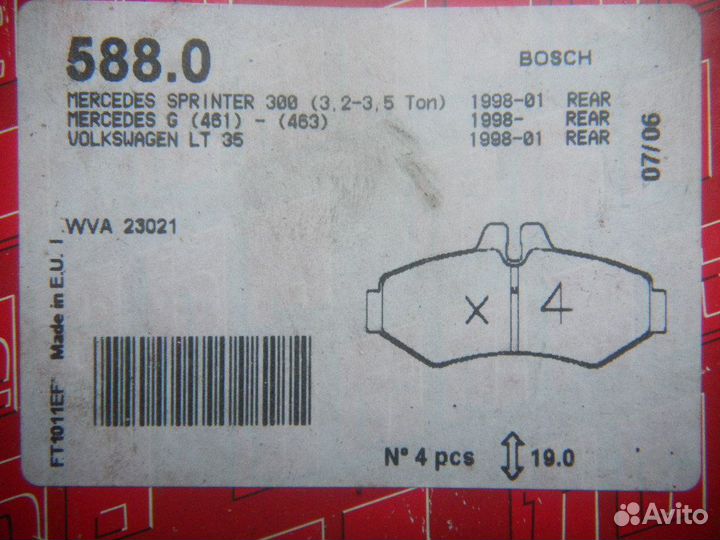 588.0
BOSCH
MERCEDES SPRINTER 300 (3,2-3,5 Ton) 1998-01 REAR
MERCEDES G (461) - (463) 1998- REAR
VOLKSWAGEN LT 35 1998-01 REAR
07/06
WVA 23021
x 4
FT1011EF Made in E.U. I
N° 4 pcs 19.0
Avito